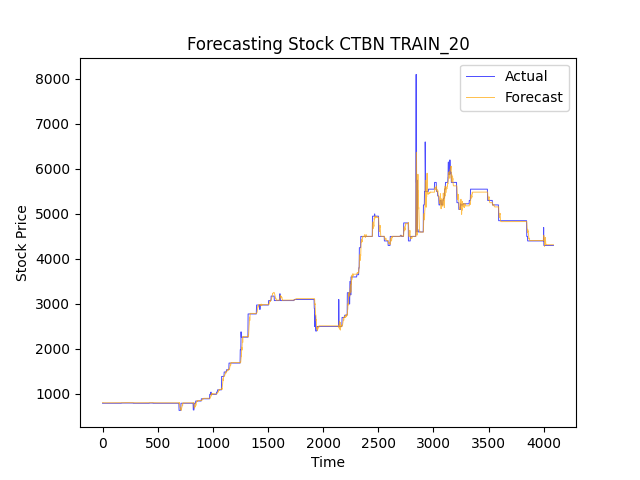 Forecasting Stock CTBN TRAIN_20
Actual
Forecast
8000
7000
6000
5000
4000
3000
2000
1000
Stock Price
0 500 1000 1500 2000 2500 3000 3500 4000
Time